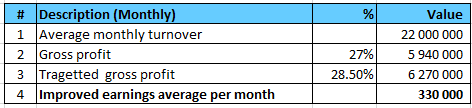 # Description (Monthly) % Value
1 Average monthly turnover 22 000 000
2 Gross profit 27% 5 940 000
3 Tragetted gross profit 28.50% 6 270 000
4 Improved earnings average per month 330 000